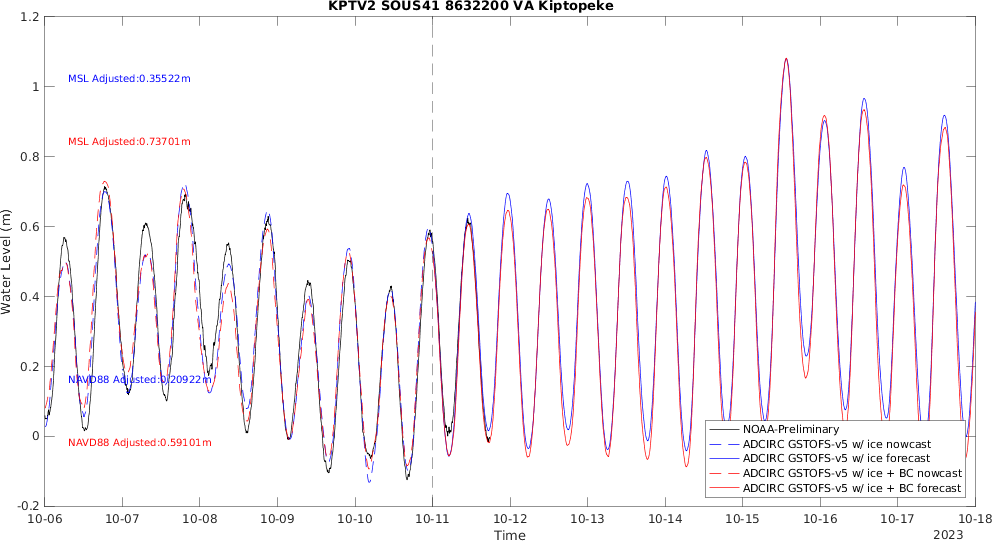 KPTV2 SOUS41 8632200 VA Kiptopeke
1.2
1
0.8
0.6
0.4
0.2
0
-0.2
Water Level (m)
MSL Adjusted:0.35522m
MSL Adjusted:0.73701m
NAVD88 Adjusted:0.20922m
NAVD88 Adjusted:0.59101m
NOAA-Preliminary
ADCIRC GSTOFS-v5 w/ ice nowcast
ADCIRC GSTOFS-v5 w/ ice forecast
ADCIRC GSTOFS-v5 w/ ice + BC nowcast
ADCIRC GSTOFS-v5 w/ ice + BC forecast
10-06 10-07 10-08 10-09 10-10 10-11 10-12 10-13 10-14 10-15 10-16 10-17 10-18
Time
2023